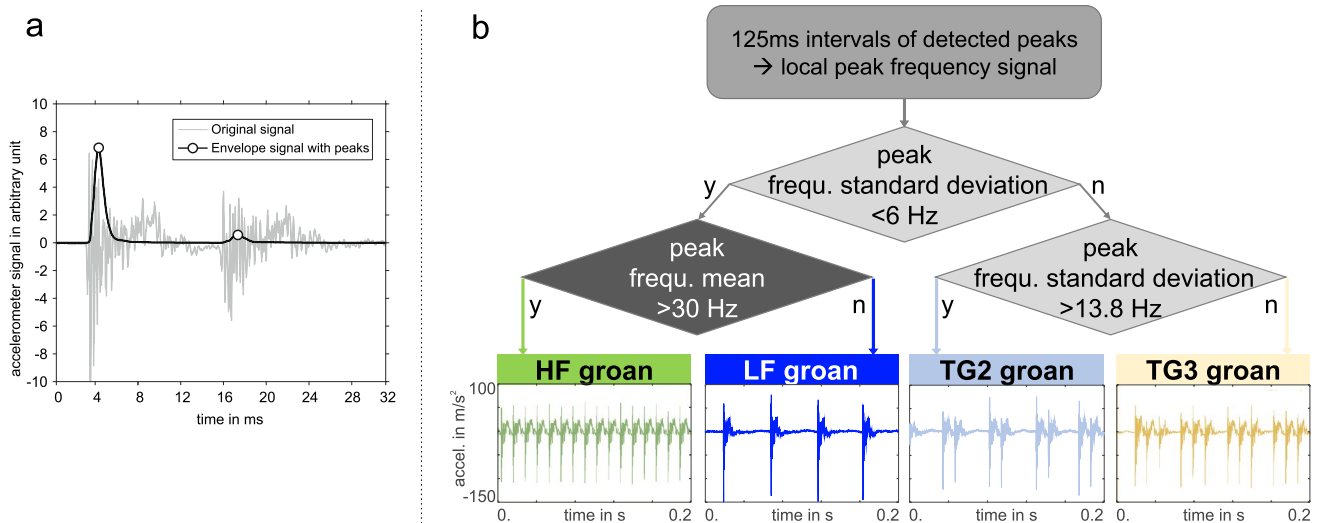 a
10
8
6
4
2
0
-2
-4
-6
-8
-10
accelerometer signal in arbitrary unit
Original signal
Envelope signal with peaks
0 4 8 12 16 20 24 28 32
time in ms
b
125ms intervals of detected peaks
→ local peak frequency signal
peak
frequ. standard deviation
<6 Hz
y
n
peak
frequ. mean
>30 Hz
y
n
peak
frequ. standard deviation
>13.8 Hz
y
n
HF groan
LF groan
TG2 groan
TG3 groan
100
accel. in m/s²
-150
0. time in s 0.2
0. time in s 0.2
0. time in s 0.2
0. time in s 0.2